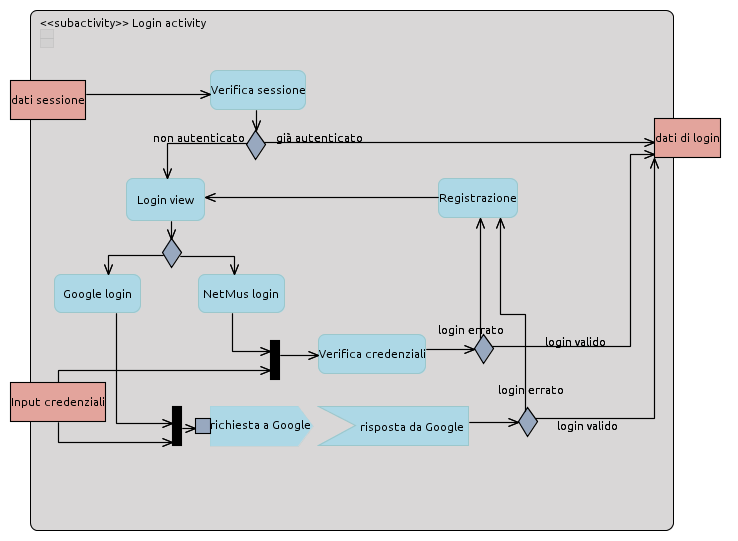 <<subactivity>> Login activity
Verifica sessione
dati sessione
non autenticato
già autenticato
dati di login
Login view
Registrazione
Google login
NetMus login
login errato
login valido
Verifica credenziali
login errato
Input credenziali
richiesta a Google
risposta da Google
login valido